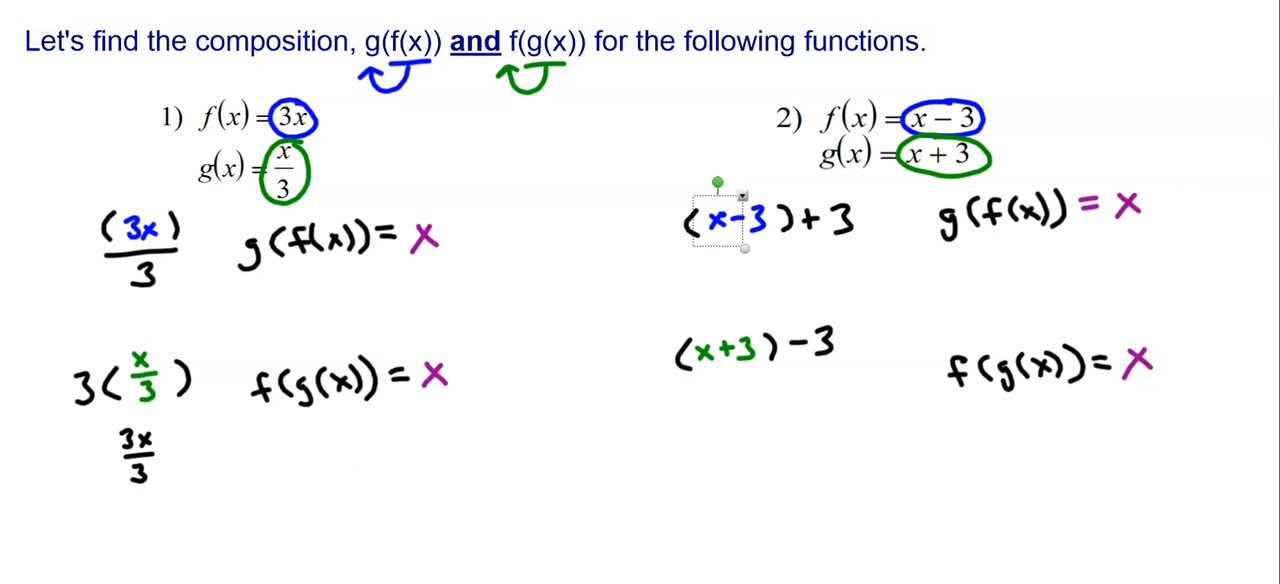 Let's find the composition, g(f(x)) and f(g(x)) for the following functions.
1) f(x) = 3x
g(x) = x/3
(3x)/3 g(f(x)) = x
3(x/3) f(g(x)) = x
3x/3
2) f(x) = x − 3
g(x) = x + 3
(x-3)+3 g(f(x)) = x
(x+3)-3 f(g(x)) = x